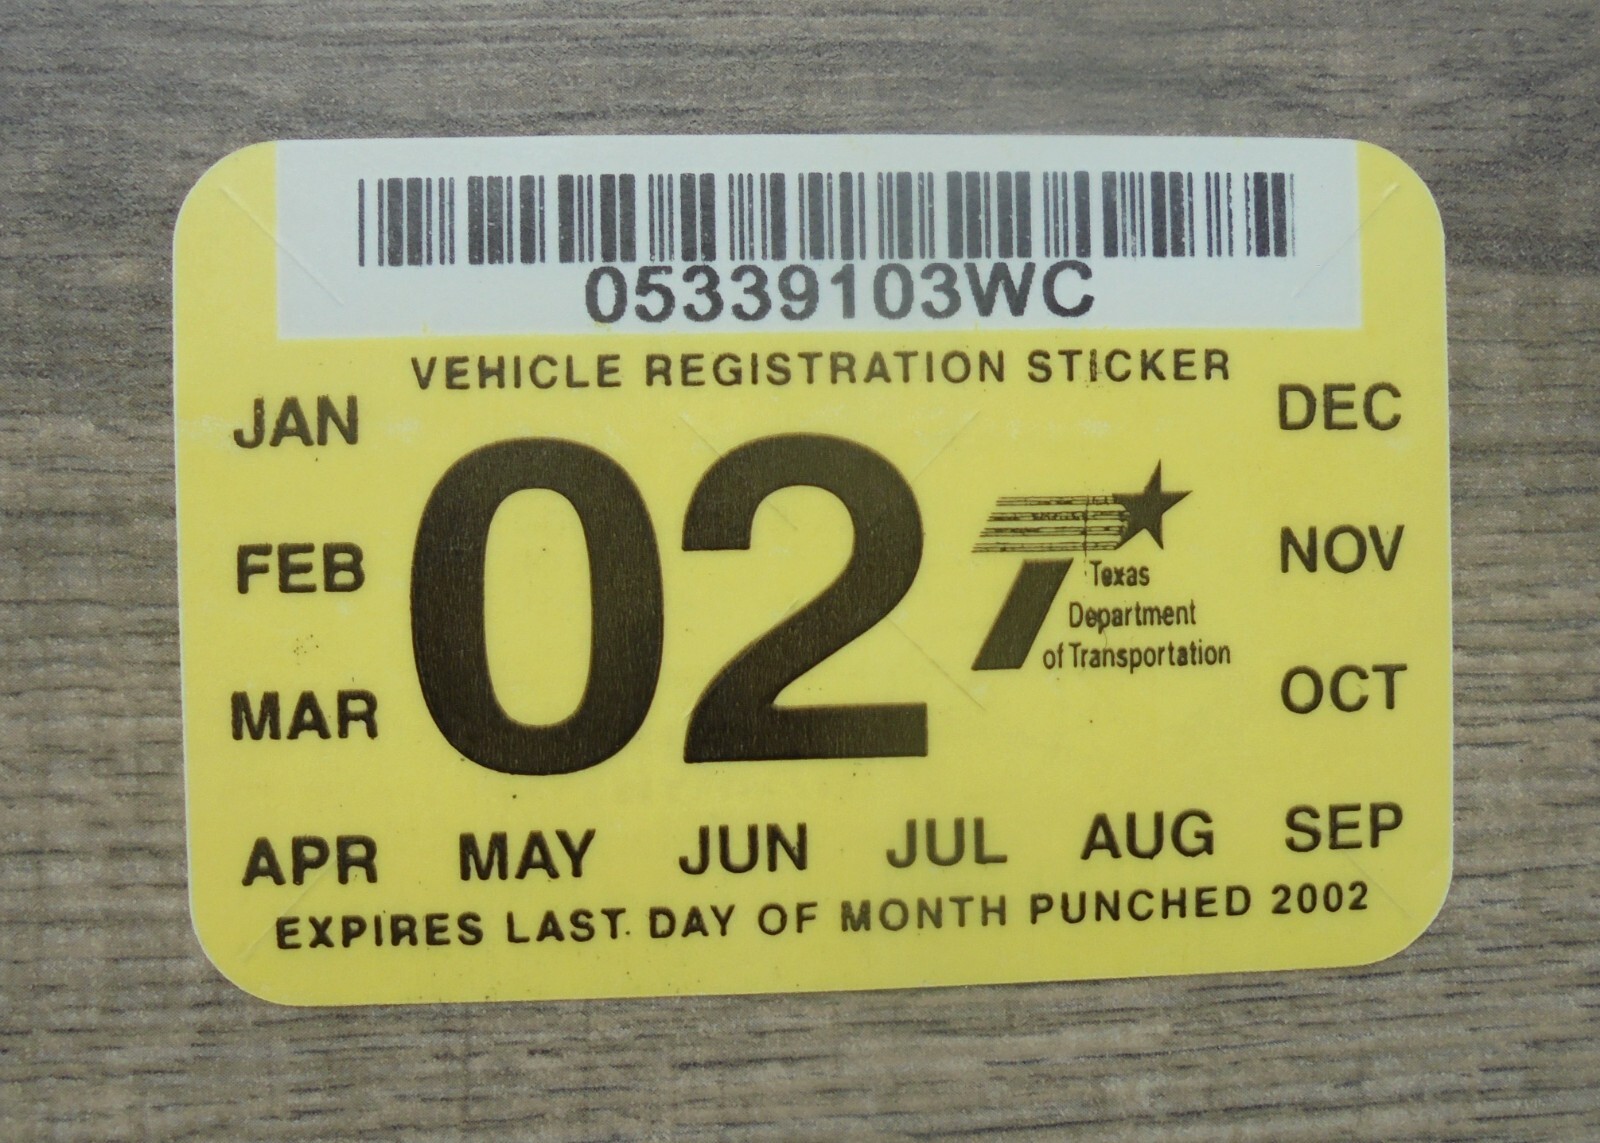 05339103WC
VEHICLE REGISTRATION STICKER
JAN
FEB
MAR
02
Texas
Department
of Transportation
DEC
NOV
OCT
APR MAY JUN JUL AUG SEP
EXPIRES LAST DAY OF MONTH PUNCHED 2002